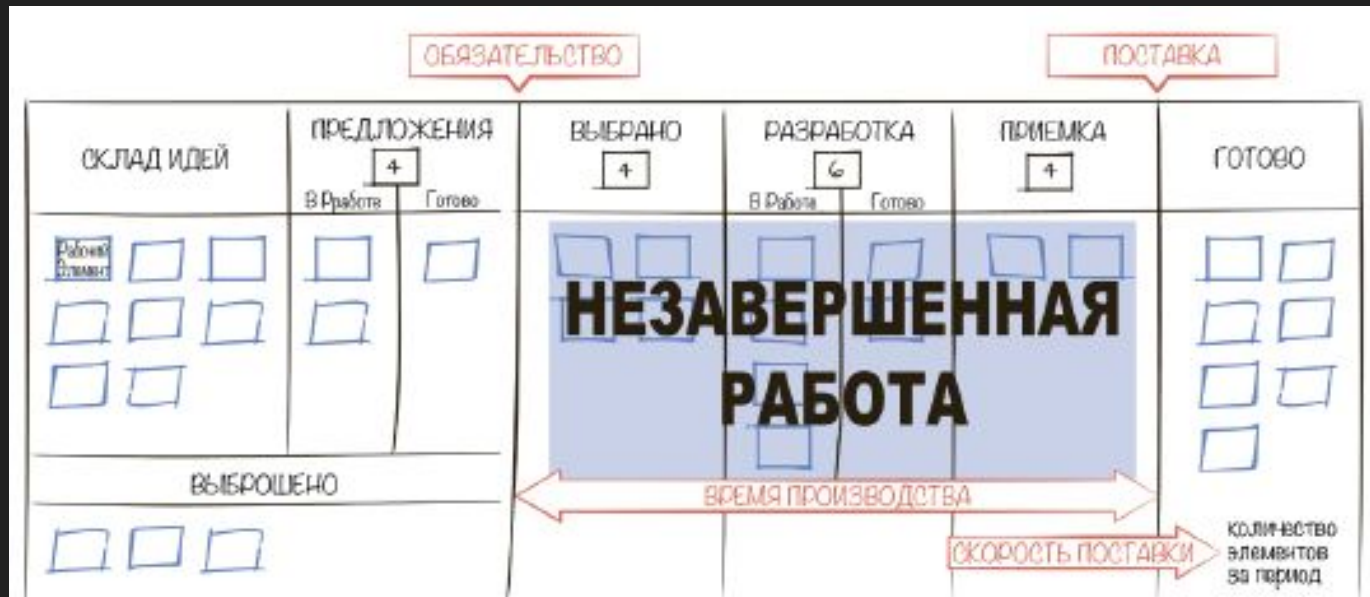 ОБЯЗАТЕЛЬСТВО
ПОСТАВКА
СКЛАД ИДЕЙ
ПРЕДЛОЖЕНИЯ
4
В Рработе
Готово
ВЫБРАНО
4
РАЗРАБОТКА
6
В Работе
Готово
ПРИЕМКА
4
ГОТОВО
Рабочий
Элемент
НЕЗАВЕРШЕННАЯ
РАБОТА
ВЫБРОШЕНО
ВРЕМЯ ПРОИЗВОДСТВА
СКОРОСТЬ ПОСТАВКИ
количество
элементов
за период